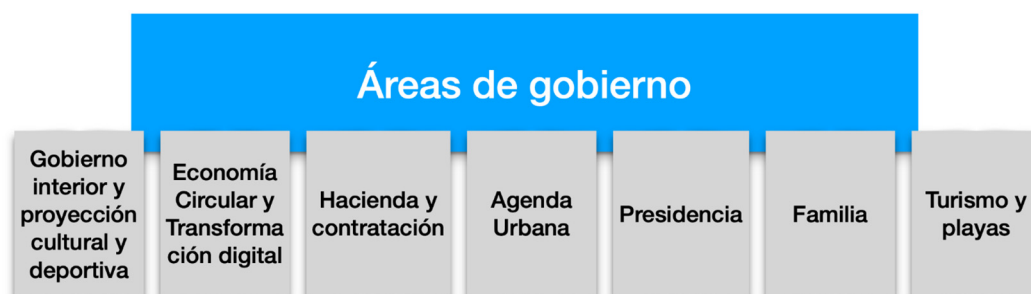 Áreas de gobierno
Gobierno
interior y
proyección
cultural y
deportiva
Economía
Circular y
Transforma
ción digital
Hacienda y
contratación
Agenda
Urbana
Presidencia
Familia
Turismo y
playas